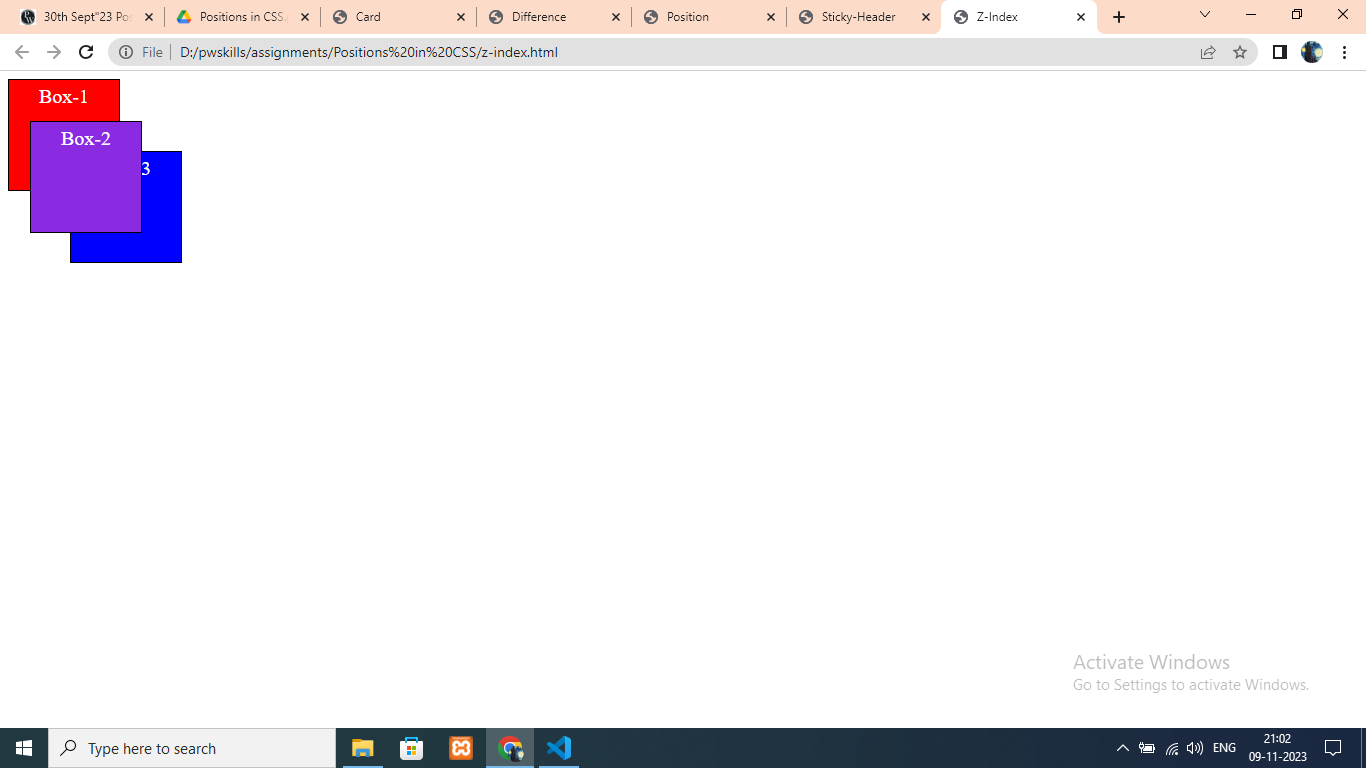 30th Sept"23 Pos
Positions in CSS.
Card
Difference
Position
Sticky-Header
Z-Index
File
D:/pwskills/assignments/Positions%20in%20CSS/z-index.html
Box-1
Box-2
3
Activate Windows
Go to Settings to activate Windows.
Type here to search
ENG
21:02
09-11-2023